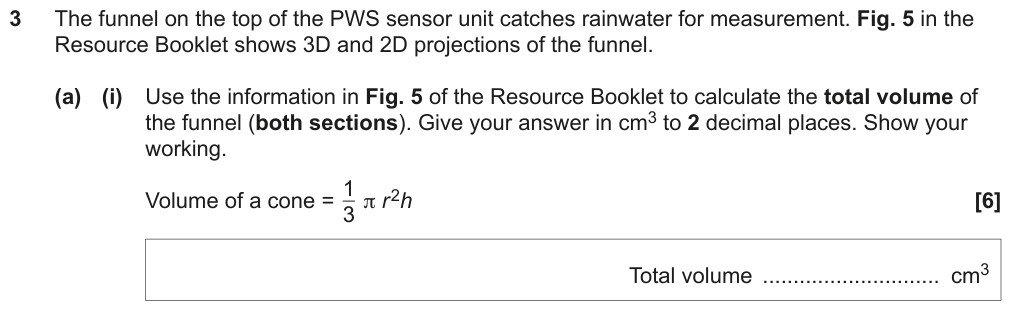 3 The funnel on the top of the PWS sensor unit catches rainwater for measurement. Fig. 5 in the
Resource Booklet shows 3D and 2D projections of the funnel.
(a) (i) Use the information in Fig. 5 of the Resource Booklet to calculate the total volume of
the funnel (both sections). Give your answer in cm³ to 2 decimal places. Show your
working.
Volume of a cone = 1/3 π r²h [6]
Total volume ............................. cm³